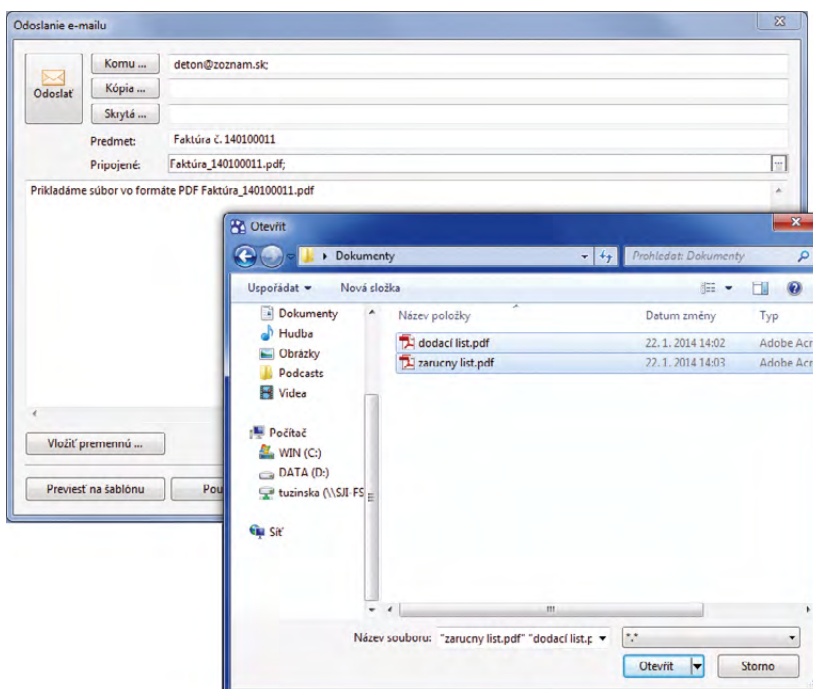 Odoslanie e-mailu
Komu ...
deton@zoznam.sk;
Odoslať
Kópia ...
Skrytá ...
Predmet:
Faktúra č. 140100011
Pripojené:
Faktúra_140100011.pdf;
...
Prikladáme súbor vo formáte PDF Faktúra_140100011.pdf
Vložiť premennú ...
Previesť na šablónu
Pou
Otevřít
Dokumenty
Prohledat: Dokumenty
Uspořádat
Nová složka
Dokumenty
Hudba
Obrázky
Podcasts
Videa
Počítač
WIN (C:)
DATA (D:)
tuzinska (\\SJI-FS
Síť
Název položky
Datum změny
Typ
dodací list.pdf
22. 1. 2014 14:02
Adobe Acr
zarucny list.pdf
22. 1. 2014 14:03
Adobe Acr
Název souboru:
"zarucny list.pdf" "dodací list.p
*.*
Otevřít
Storno